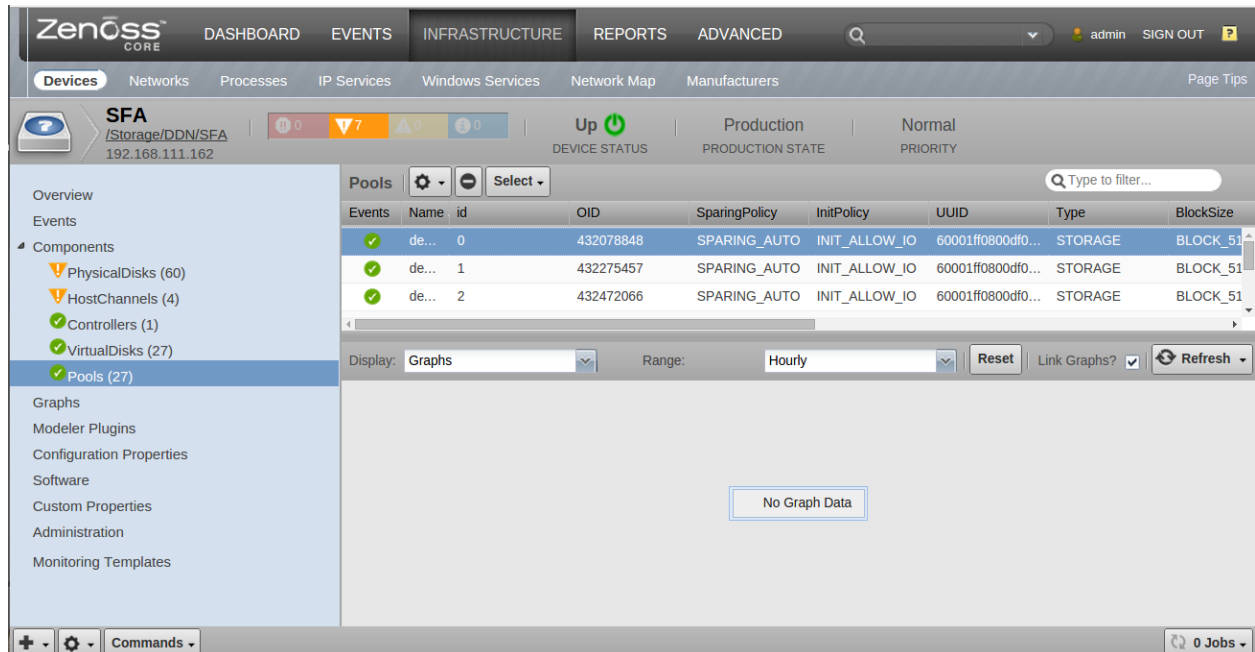 Zenōss CORE DASHBOARD EVENTS INFRASTRUCTURE REPORTS ADVANCED admin SIGN OUT ?
Devices Networks Processes IP Services Windows Services Network Map Manufacturers Page Tips
SFA
/Storage/DDN/SFA
192.168.111.162
0 7 0 0
Up
DEVICE STATUS
Production
PRODUCTION STATE
Normal
PRIORITY
Overview
Events
Components
PhysicalDisks (60)
HostChannels (4)
Controllers (1)
VirtualDisks (27)
Pools (27)
Graphs
Modeler Plugins
Configuration Properties
Software
Custom Properties
Administration
Monitoring Templates
Pools Select Type to filter...
Events Name id OID SparingPolicy InitPolicy UUID Type BlockSize
de... 0 432078848 SPARING_AUTO INIT_ALLOW_IO 60001ff0800df0... STORAGE BLOCK_51
de... 1 432275457 SPARING_AUTO INIT_ALLOW_IO 60001ff0800df0... STORAGE BLOCK_51
de... 2 432472066 SPARING_AUTO INIT_ALLOW_IO 60001ff0800df0... STORAGE BLOCK_51
Display: Graphs Range: Hourly Reset Link Graphs? Refresh
No Graph Data
Commands 0 Jobs